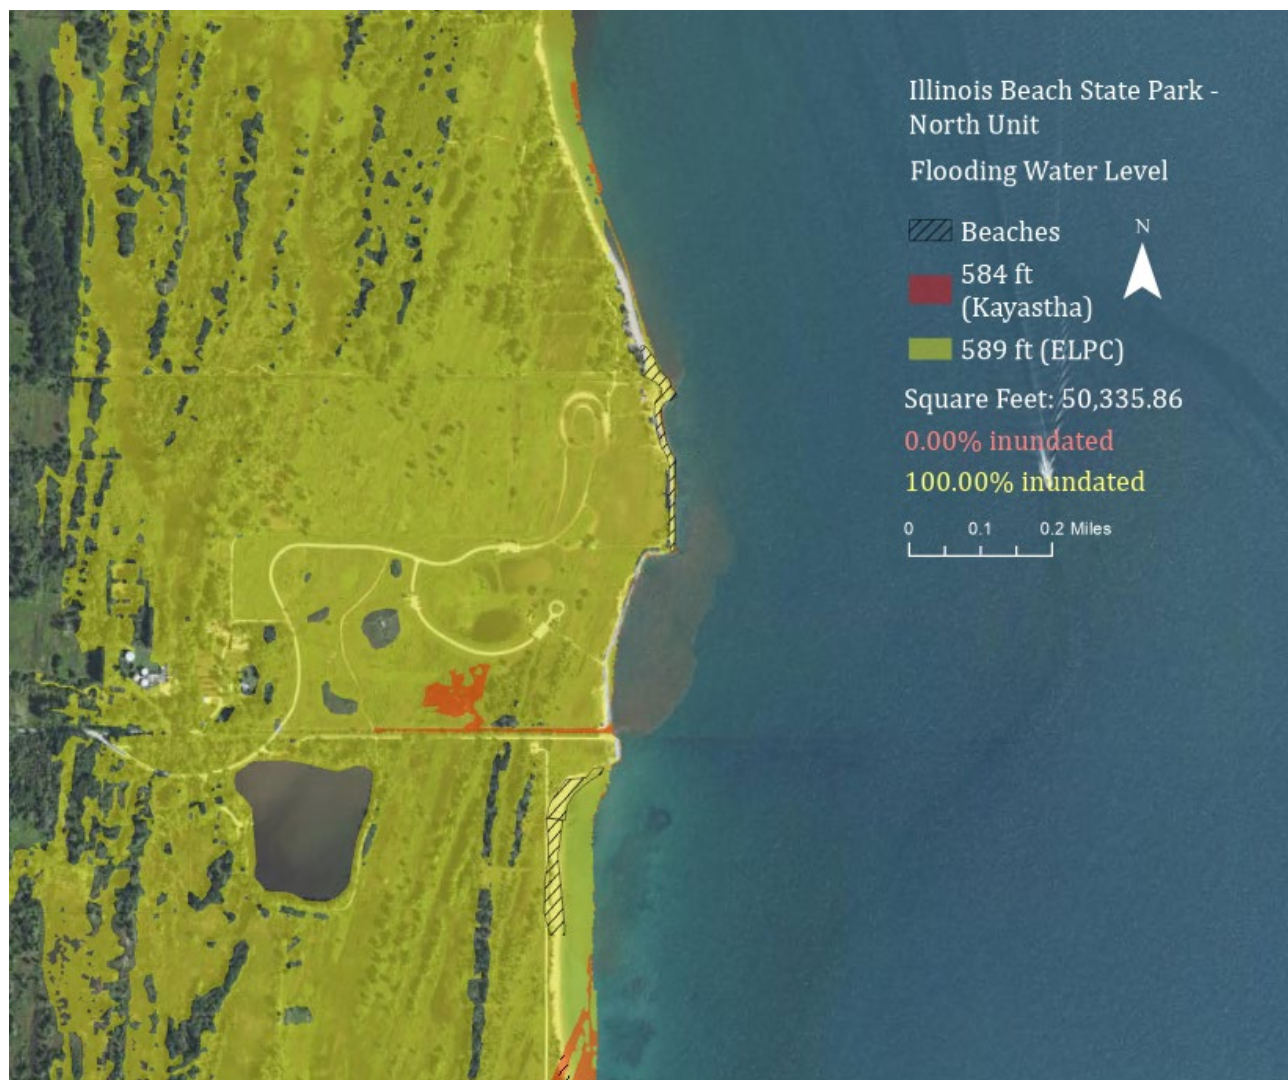 Illinois Beach State Park -
North Unit
Flooding Water Level
Beaches
N
584 ft
(Kayastha)
589 ft (ELPC)
Square Feet: 50,335.86
0.00% inundated
100.00% inundated
0 0.1 0.2 Miles